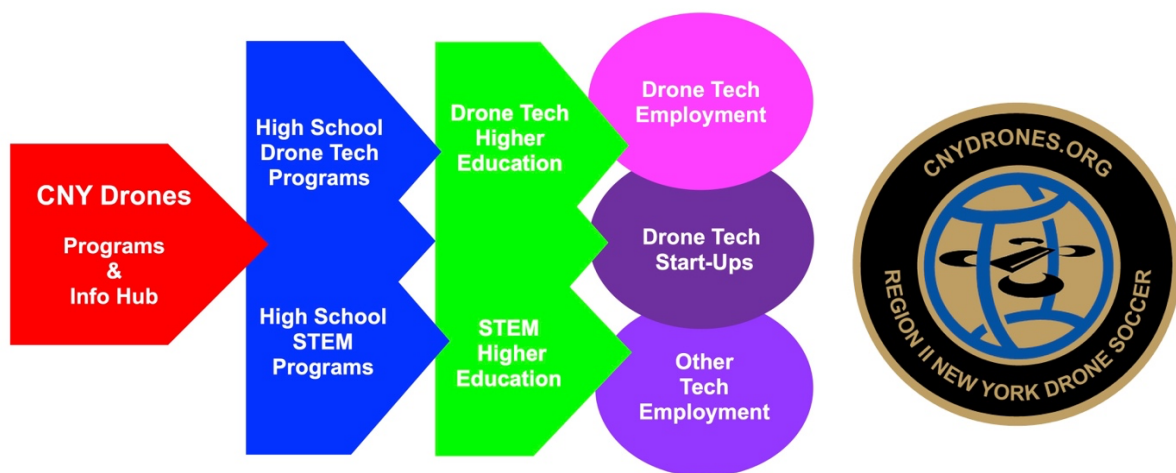 CNY Drones
Programs
&
Info Hub
High School
Drone Tech
Programs
High School
STEM
Programs
Drone Tech
Higher
Education
STEM
Higher
Education
Drone Tech
Employment
Drone Tech
Start-Ups
Other
Tech
Employment
CNYDRONES.ORG
REGION II NEW YORK DRONE SOCCER